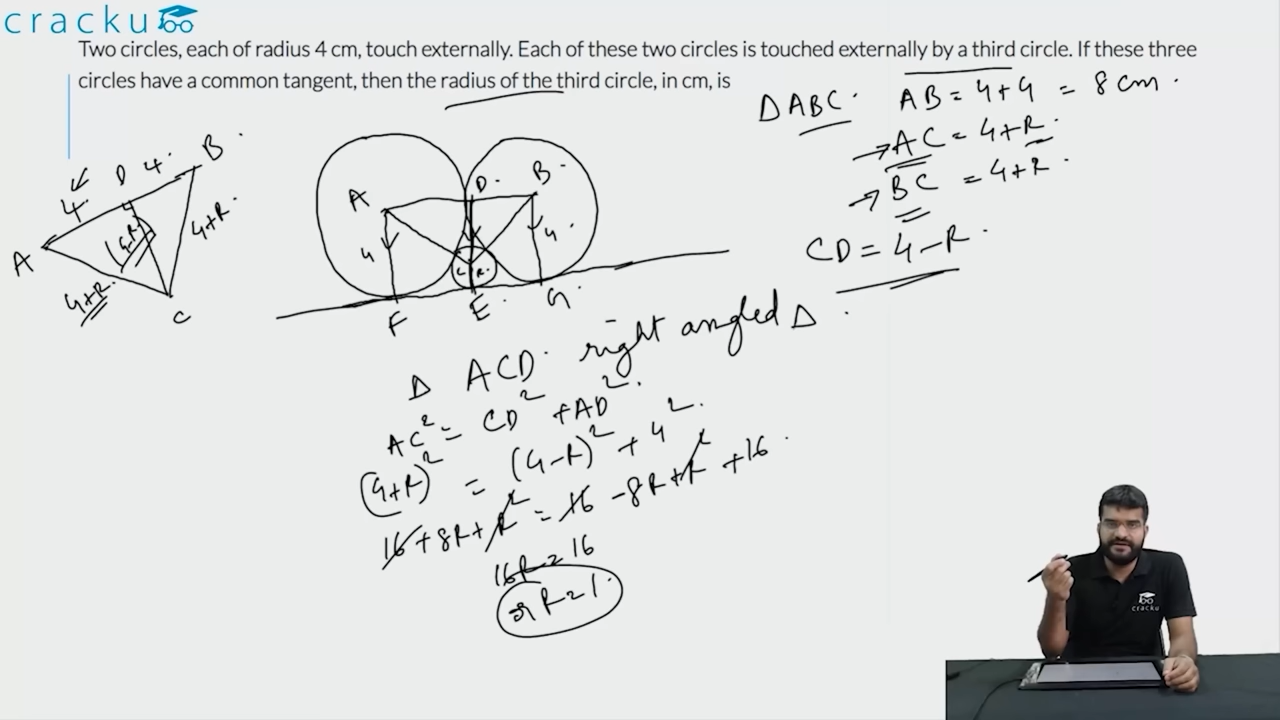 cracku
Two circles, each of radius 4 cm, touch externally. Each of these two circles is touched externally by a third circle. If these three
circles have a common tangent, then the radius of the third circle, in cm, is
Δ ABC. AB = 4+4 = 8 cm.
→ AC = 4+R.
→ BC = 4+R.
CD = 4-R.
A 4 D 4. B.
4+R.
(4-R)
4+R.
C
A D. B.
4 4.
C R.
F E. G.
Δ ACD. right angled Δ.
AC² = CD² + AD².
(4+R)² = (4-R)² + 4².
16+8R+R² = 16-8R+R²+16.
16R = 16
or R = 1.
cracku